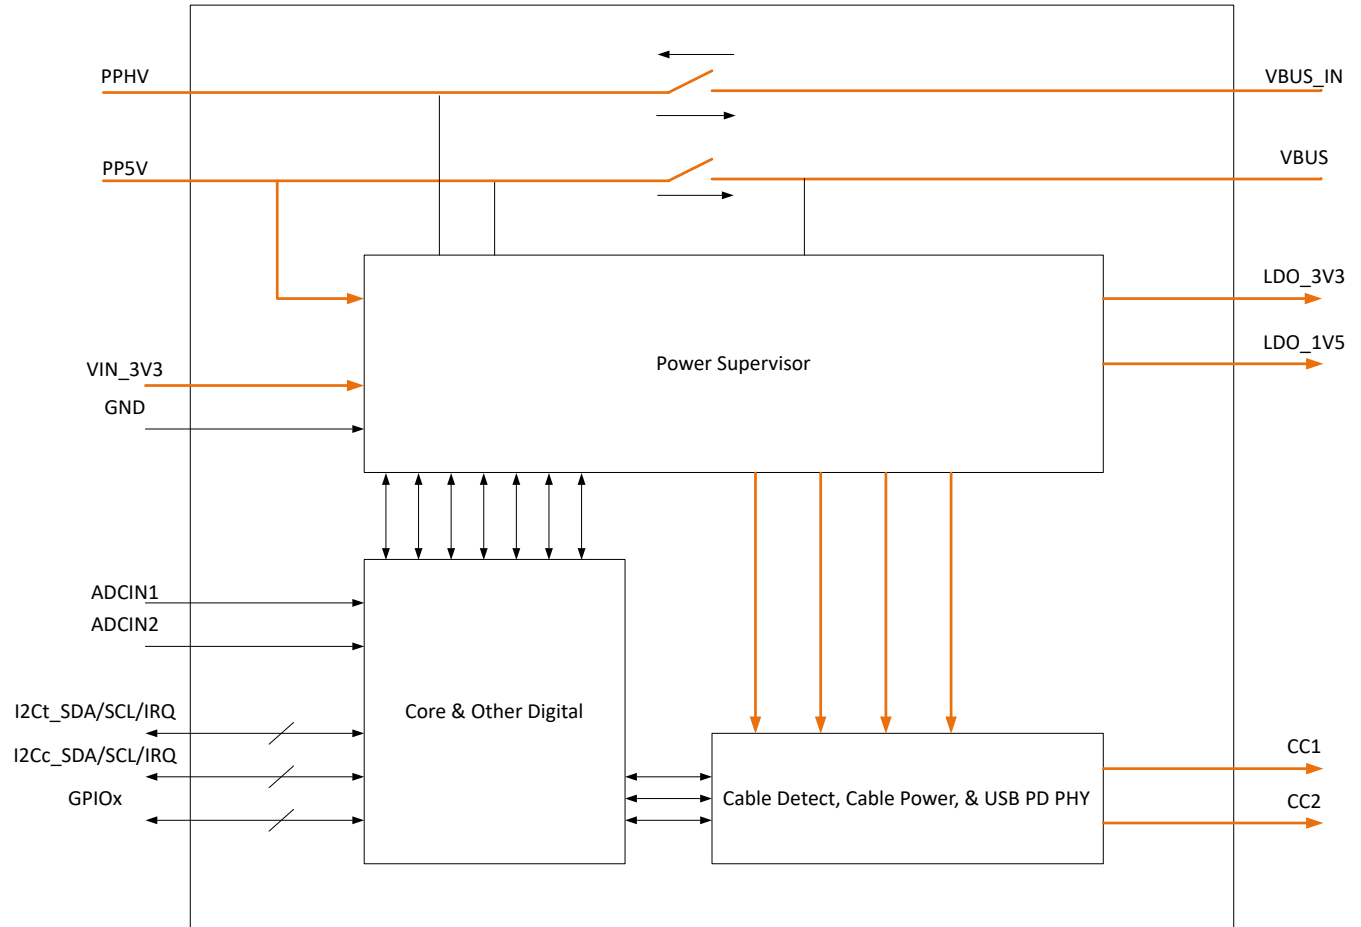 PPHV
VBUS_IN
PP5V
VBUS
LDO_3V3
LDO_1V5
Power Supervisor
VIN_3V3
GND
ADCIN1
ADCIN2
I2Ct_SDA/SCL/IRQ
Core & Other Digital
I2Cc_SDA/SCL/IRQ
CC1
GPIOx
Cable Detect, Cable Power, & USB PD PHY
CC2